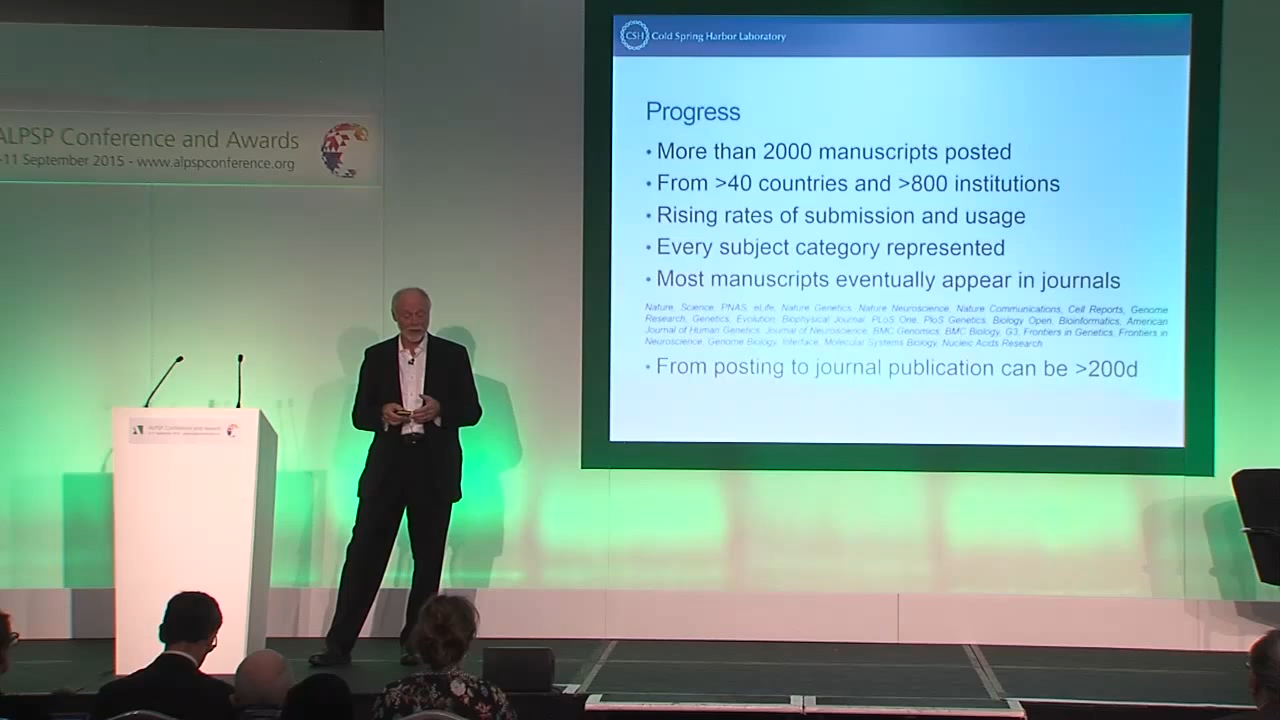 ALPSP Conference and Awards
-11 September 2015 - www.alpspconference.org
CSH Cold Spring Harbor Laboratory
Progress
• More than 2000 manuscripts posted
• From >40 countries and >800 institutions
• Rising rates of submission and usage
• Every subject category represented
• Most manuscripts eventually appear in journals
Nature, Science, PNAS, eLife, Nature Genetics, Nature Neuroscience, Nature Communications, Cell Reports, Genome
Research, Genetics, Evolution, Biophysical Journal, PLoS One, PloS Genetics, Biology Open, Bioinformatics, American
Journal of Human Genetics, Journal of Neuroscience, BMC Genomics, BMC Biology, G3, Frontiers in Genetics, Frontiers in
Neuroscience, Genome Biology, Interface, Molecular Systems Biology, Nucleic Acids Research
• From posting to journal publication can be >200d
ALPSP Conference and Awards